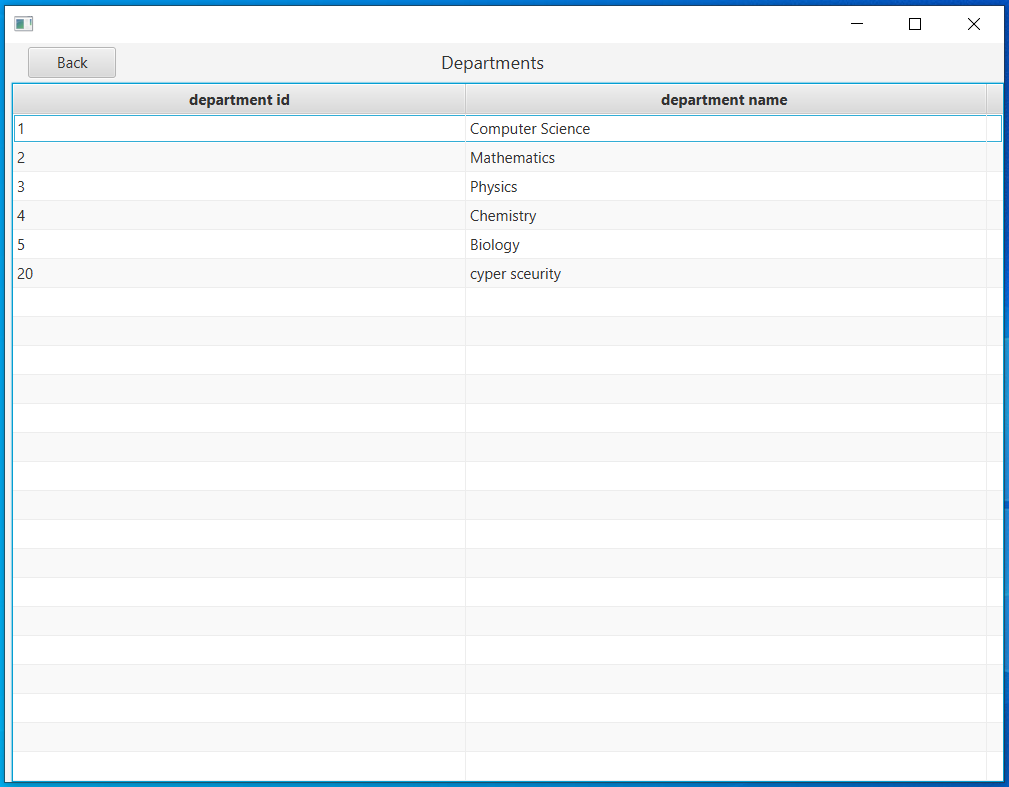 Back Departments
department id department name
1 Computer Science
2 Mathematics
3 Physics
4 Chemistry
5 Biology
20 cyper sceurity